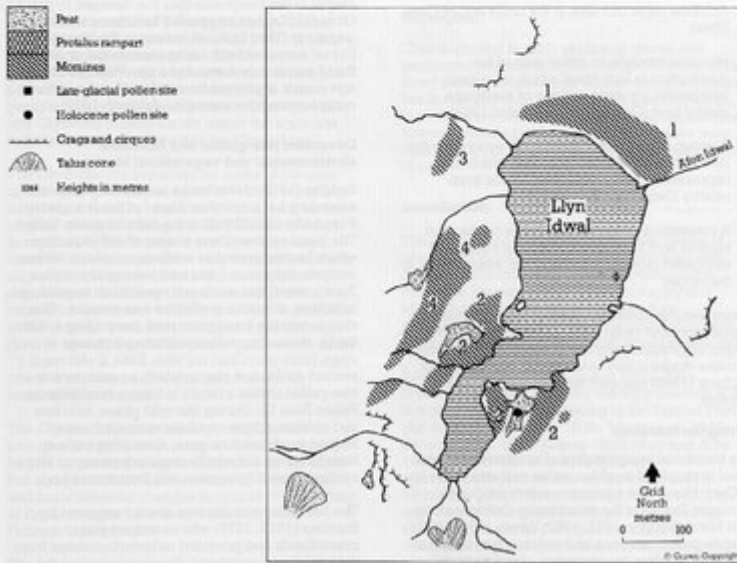 Peat
Protalus rampart
Moraines
Late-glacial pollen site
Holocene pollen site
Crags and cirques
Talus cone
Heights in metres
1
1
3
Afon Idwal
Llyn
Idwal
4
4
2
2
2
Grid
North
metres
0 100